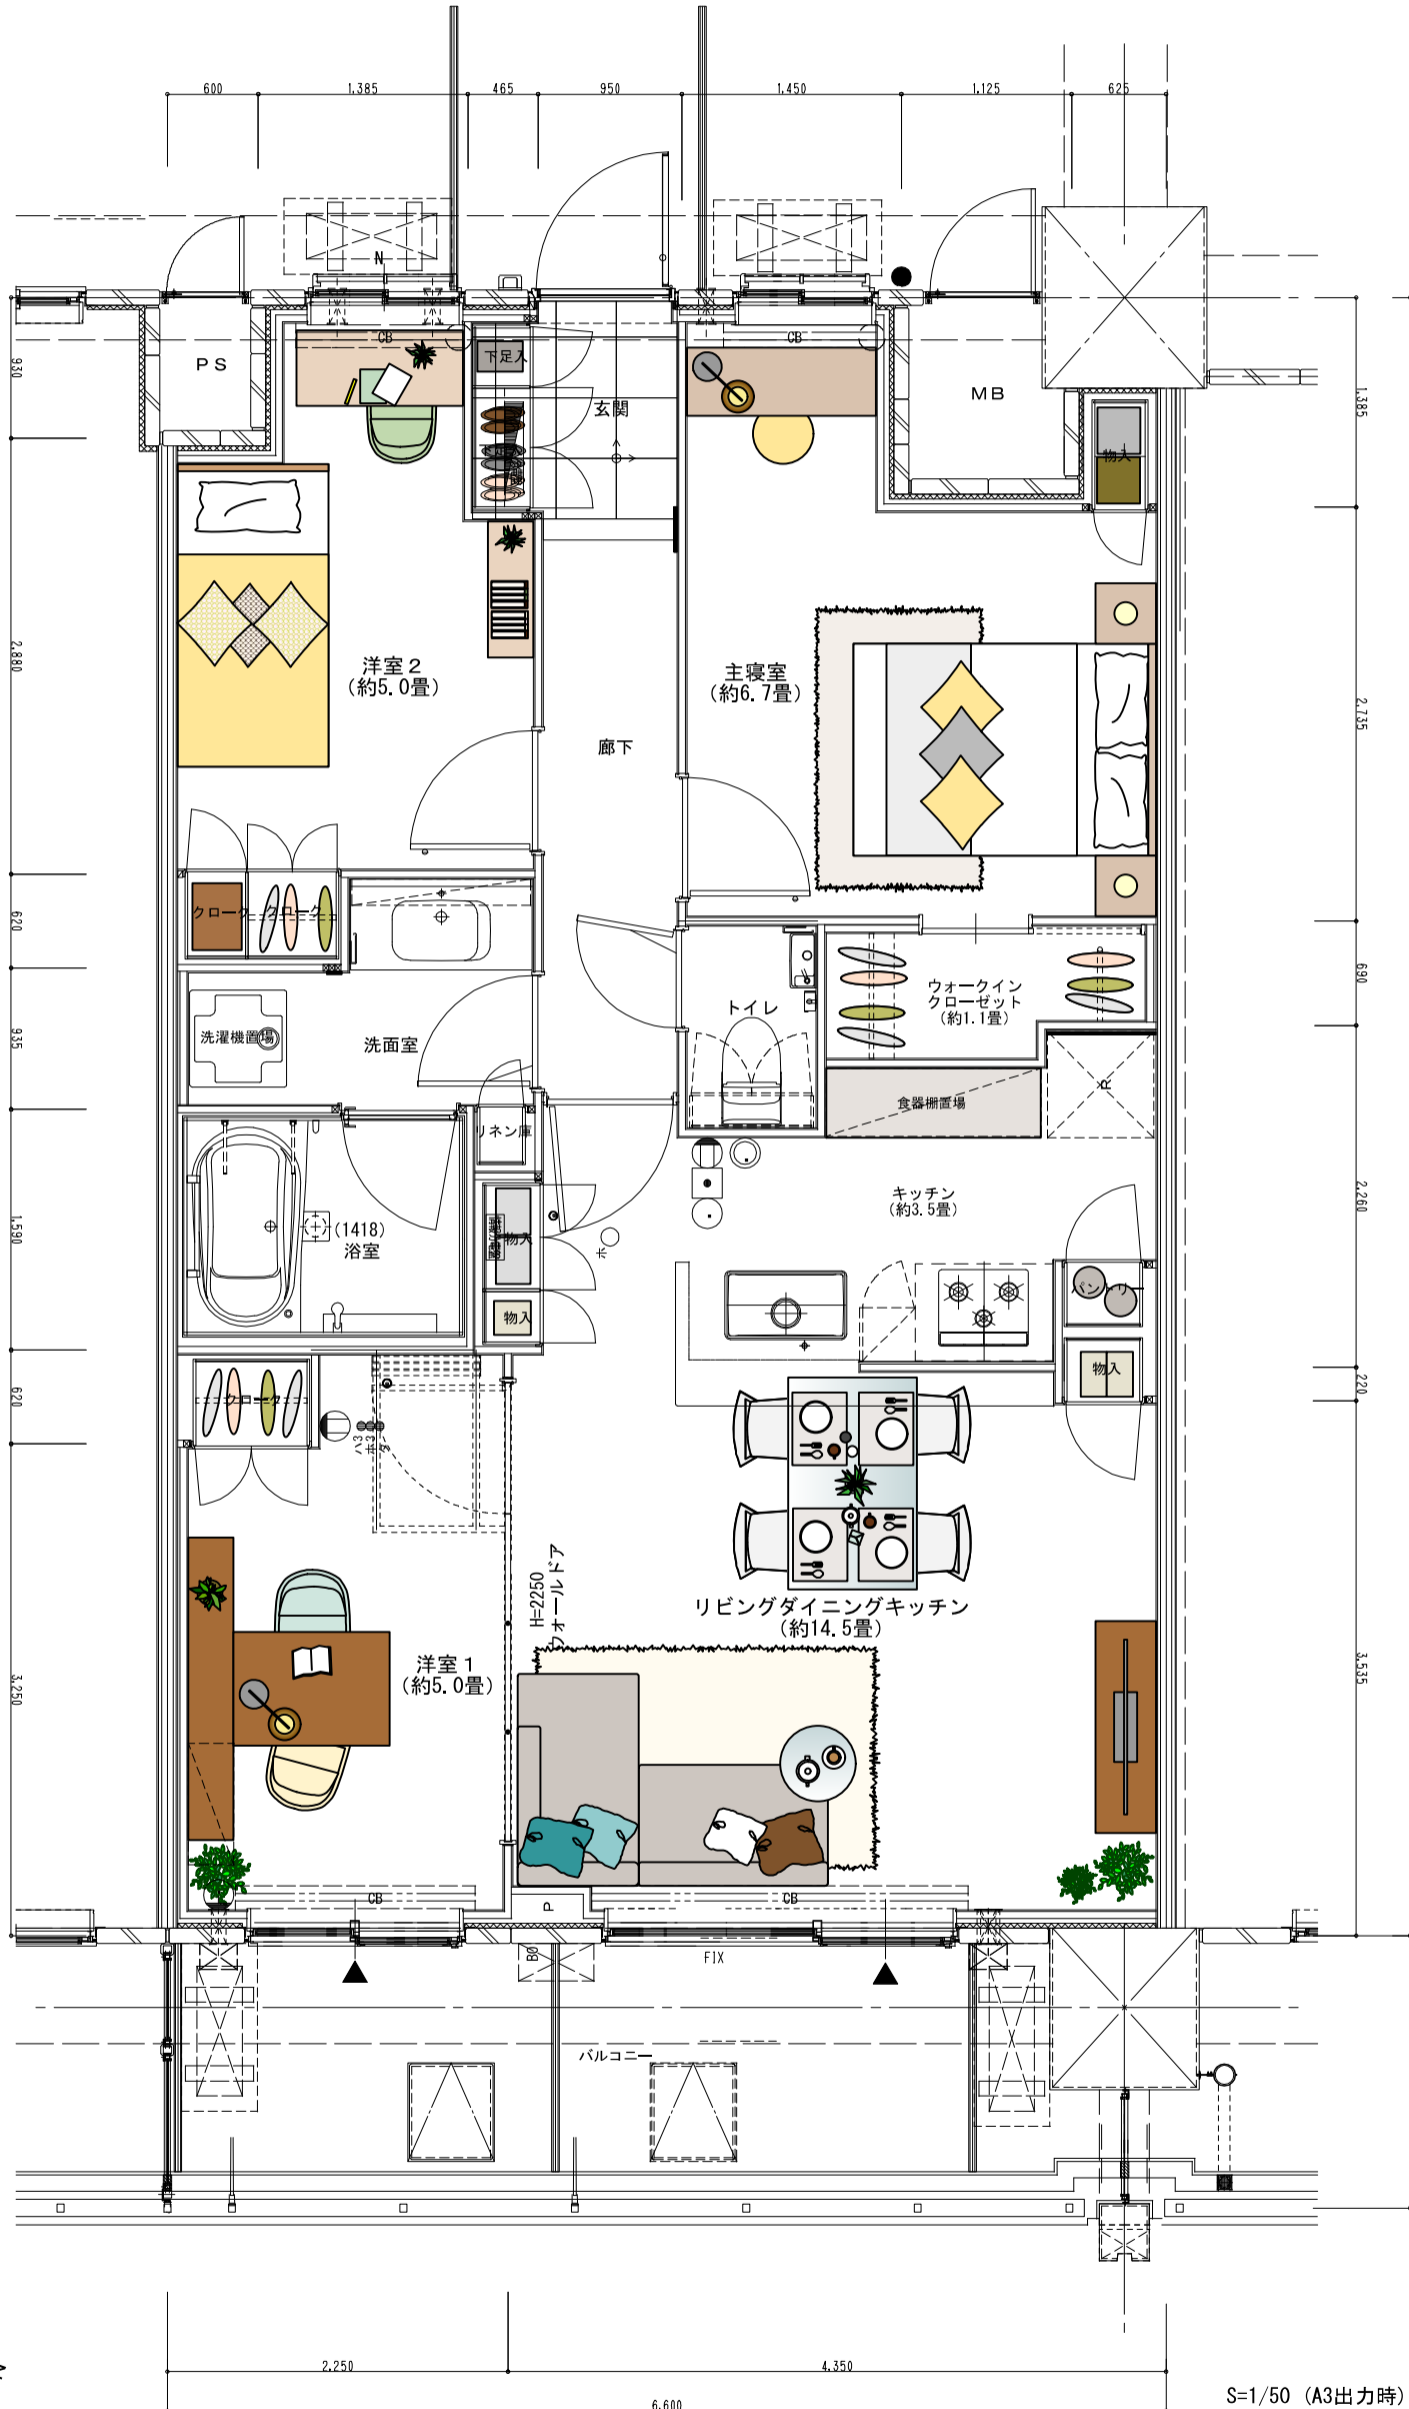 600
1.385
465
950
1.450
1.125
625
N
CB
CB
PS
下足入
玄関
MB
物入
930
1.385
洋室2
(約5.0畳)
主寝室
(約6.7畳)
廊下
2.880
2.735
クローク
クローク
620
690
ウォークイン
クローゼット
(約1.1畳)
トイレ
洗濯機置場
洗面室
935
R
食器棚置場
リネン庫
キッチン
(約3.5畳)
2.260
(1418)
浴室
1.590
物入
ホ
パントリー
物入
物入
220
クローク
620
ハ3
ホ3
タ
H=2250
ウォールドア
リビングダイニングキッチン
(約14.5畳)
洋室1
(約5.0畳)
3.250
3.535
CB
P
CB
BO
FIX
バルコニー
2.250
4.350
6.600
S=1/50 (A3出力時)